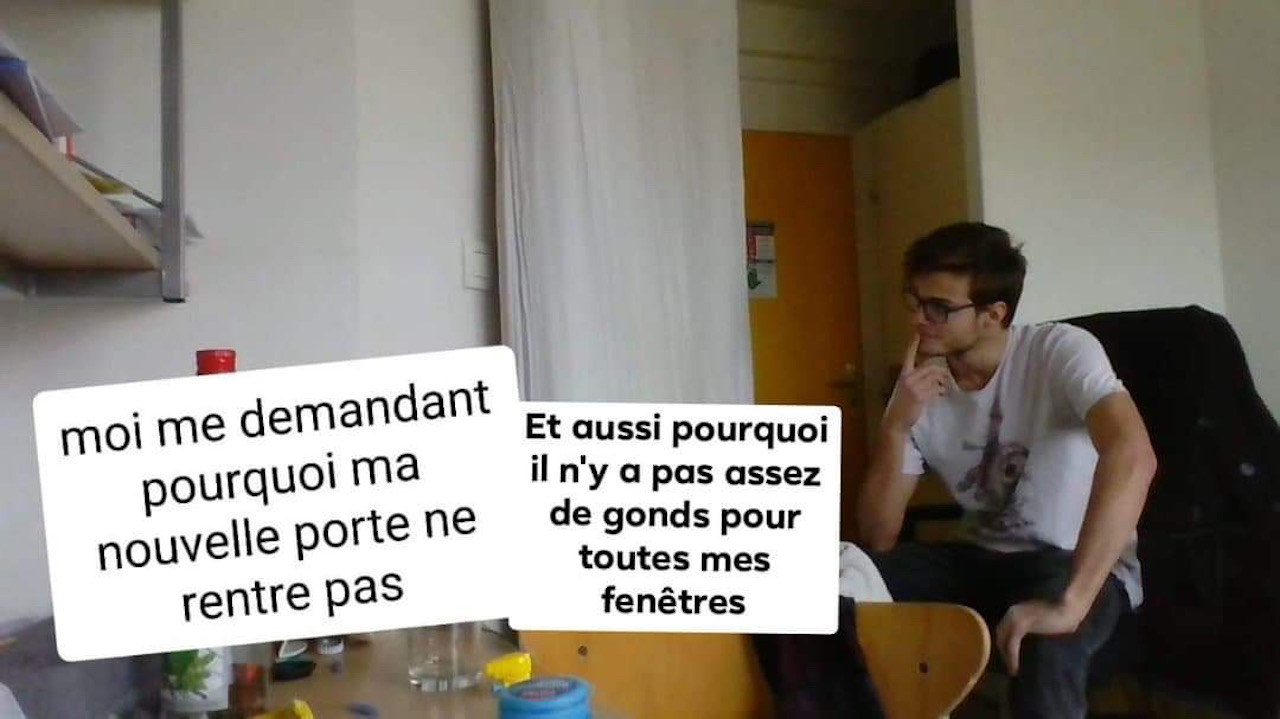 moi me demandant
pourquoi ma
nouvelle porte ne
rentre pas
Et aussi pourquoi
il n'y a pas assez
de gonds pour
toutes mes
fenêtres